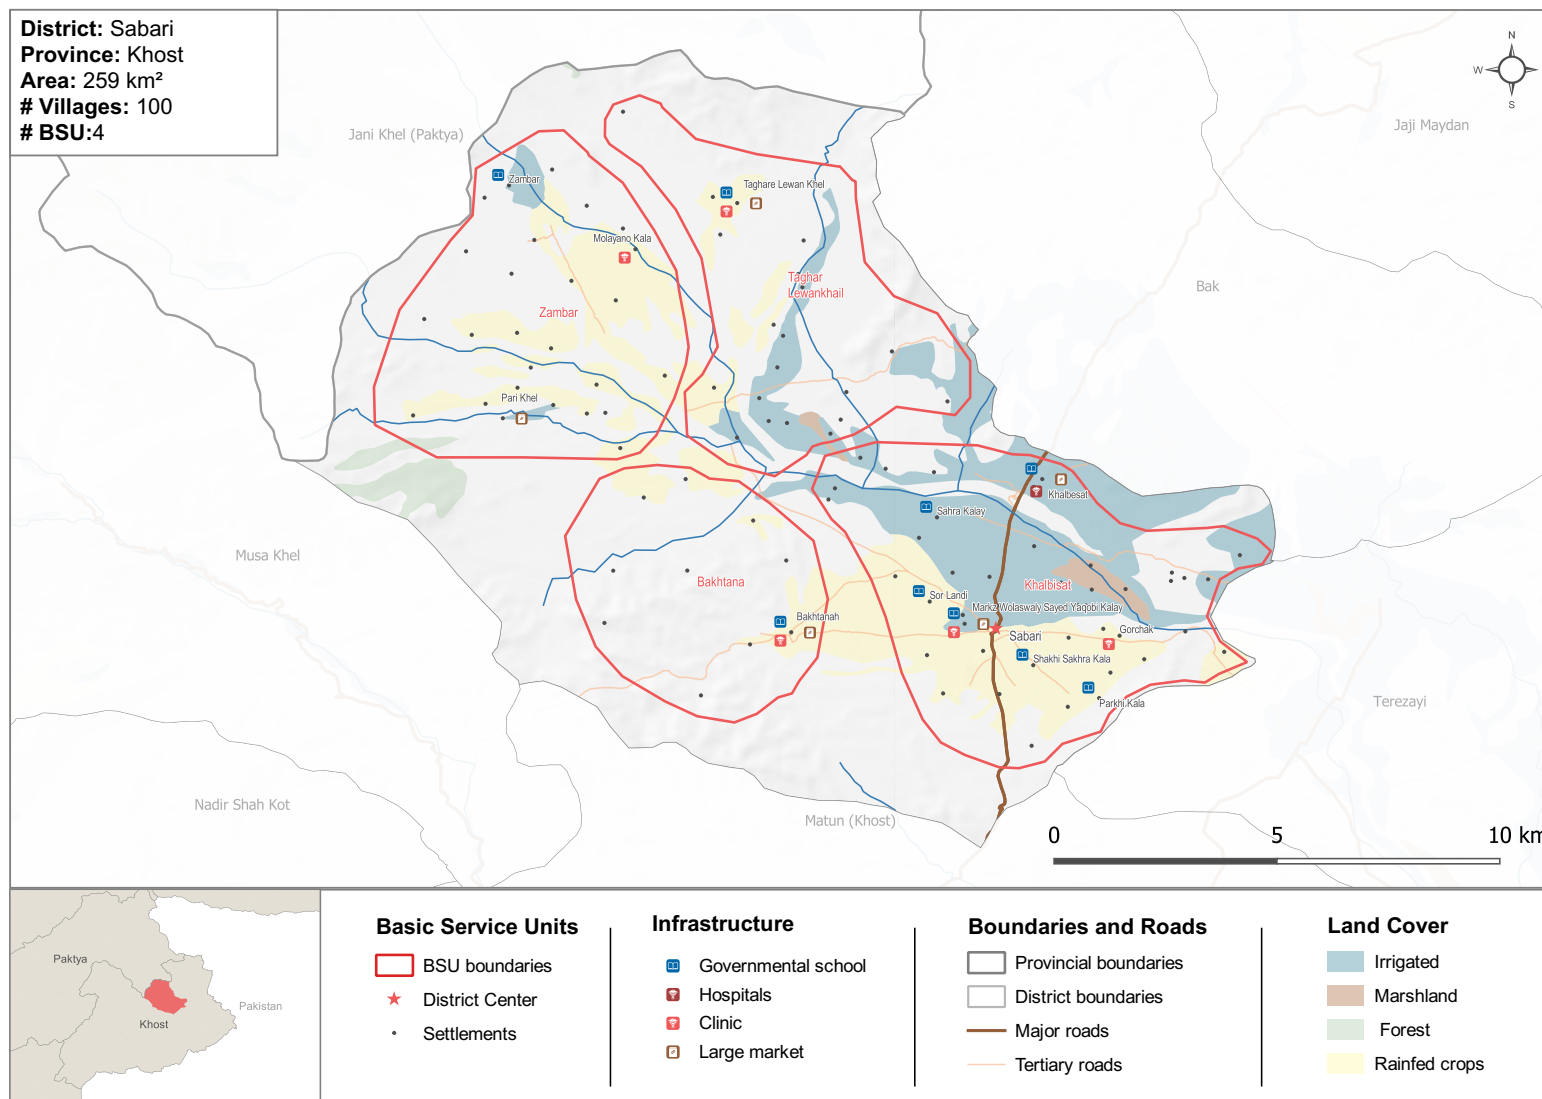 District: Sabari
Province: Khost
Area: 259 km²
# Villages: 100
# BSU:4
N
W
S
Jani Khel (Paktya)
Jaji Maydan
Zambar
Taghare Lewan Khel
Molayano Kala
Taghar
Lewankhail
Bak
Zambar
Pari Khel
Khalbesat
Sahra Kalay
Musa Khel
Bakhtana
Khalbisat
Sor Landi
Markz Wolaswaly Sayed Yaqobi Kalay
Bakhtanah
Gorchak
Sabari
Shakhi Sakhra Kala
Parkhi Kala
Terezayi
Nadir Shah Kot
Matun (Khost)
0 5 10 km
Paktya
Pakistan
Khost
Basic Service Units
BSU boundaries
District Center
Settlements
Infrastructure
Governmental school
Hospitals
Clinic
Large market
Boundaries and Roads
Provincial boundaries
District boundaries
Major roads
Tertiary roads
Land Cover
Irrigated
Marshland
Forest
Rainfed crops